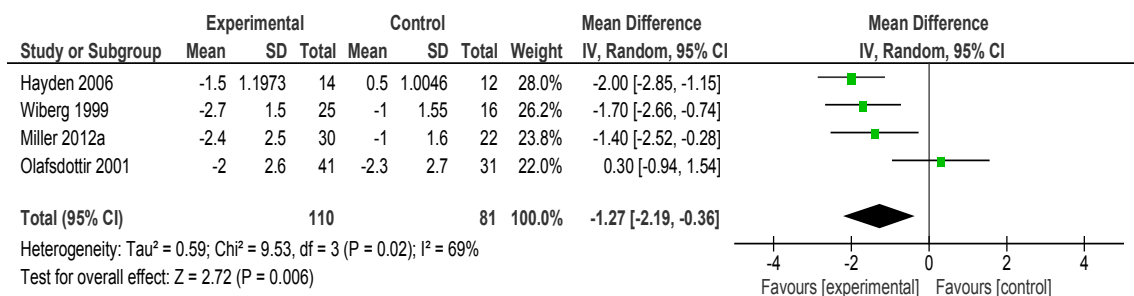 Experimental Control Mean Difference Mean Difference
Study or Subgroup Mean SD Total Mean SD Total Weight IV, Random, 95% CI IV, Random, 95% CI
Hayden 2006 -1.5 1.1973 14 0.5 1.0046 12 28.0% -2.00 [-2.85, -1.15]
Wiberg 1999 -2.7 1.5 25 -1 1.55 16 26.2% -1.70 [-2.66, -0.74]
Miller 2012a -2.4 2.5 30 -1 1.6 22 23.8% -1.40 [-2.52, -0.28]
Olafsdottir 2001 -2 2.6 41 -2.3 2.7 31 22.0% 0.30 [-0.94, 1.54]
Total (95% CI) 110 81 100.0% -1.27 [-2.19, -0.36]
Heterogeneity: Tau² = 0.59; Chi² = 9.53, df = 3 (P = 0.02); I² = 69%
Test for overall effect: Z = 2.72 (P = 0.006)
-4 -2 0 2 4
Favours [experimental] Favours [control]